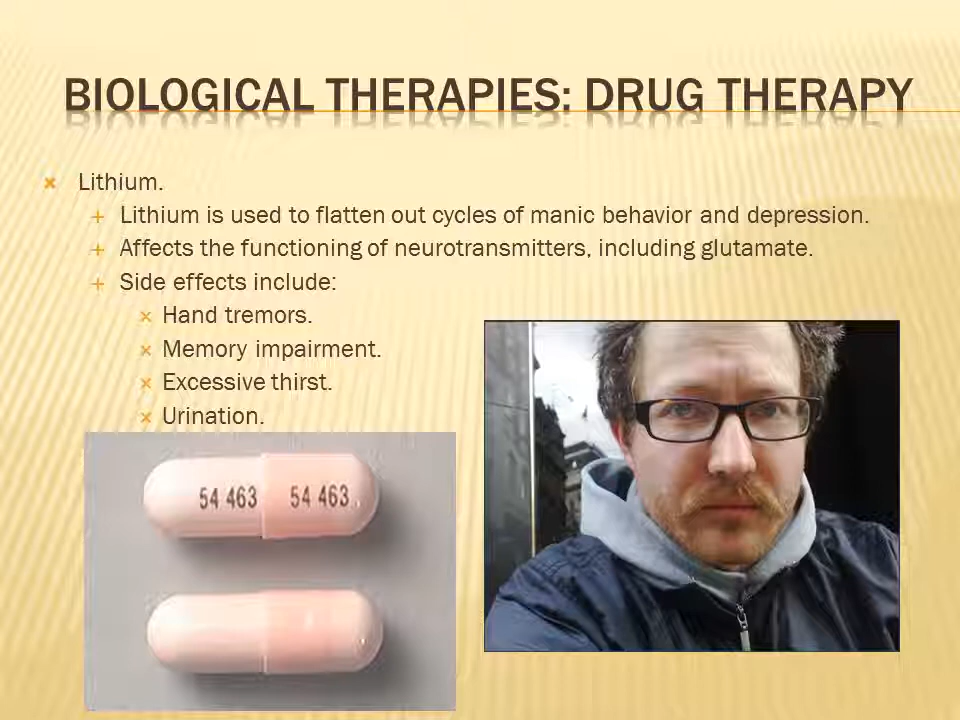 BIOLOGICAL THERAPIES: DRUG THERAPY
Lithium.
Lithium is used to flatten out cycles of manic behavior and depression.
Affects the functioning of neurotransmitters, including glutamate.
Side effects include:
Hand tremors.
Memory impairment.
Excessive thirst.
Urination.
54 463 54 463